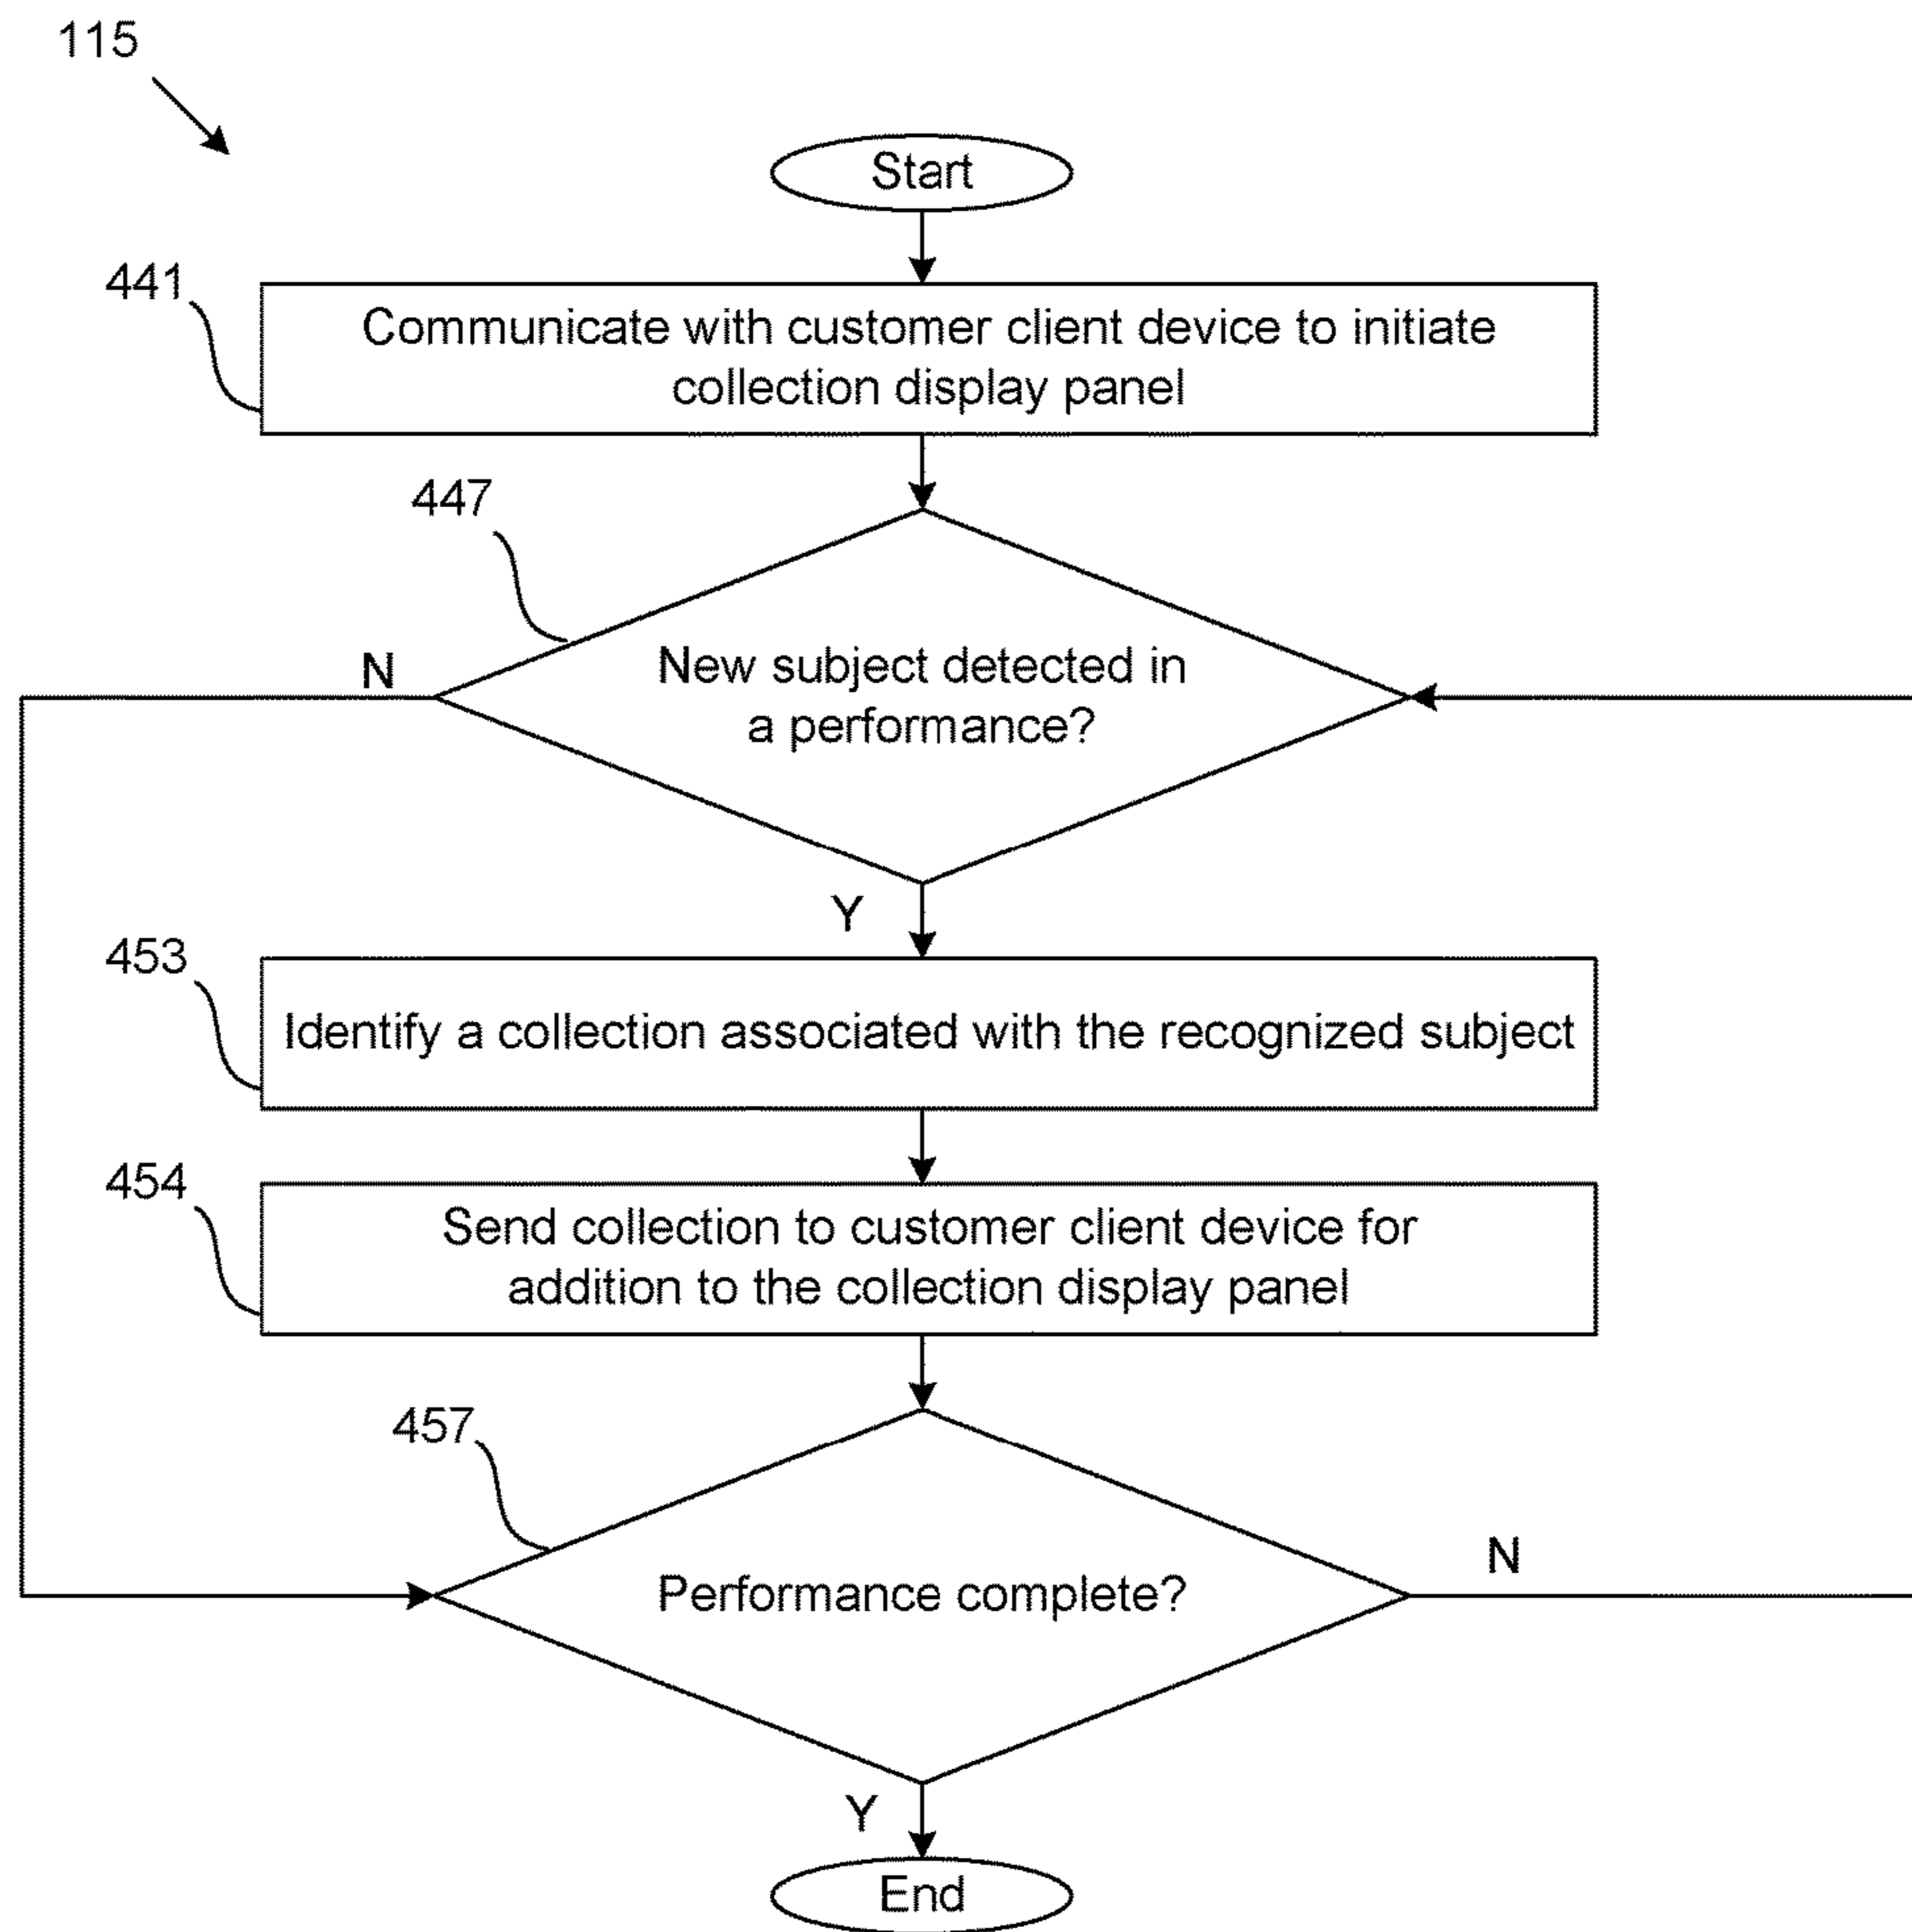 115
Start
441
Communicate with customer client device to initiate
collection display panel
447
N
New subject detected in
a performance?
Y
453
Identify a collection associated with the recognized subject
454
Send collection to customer client device for
addition to the collection display panel
457
N
Performance complete?
Y
End